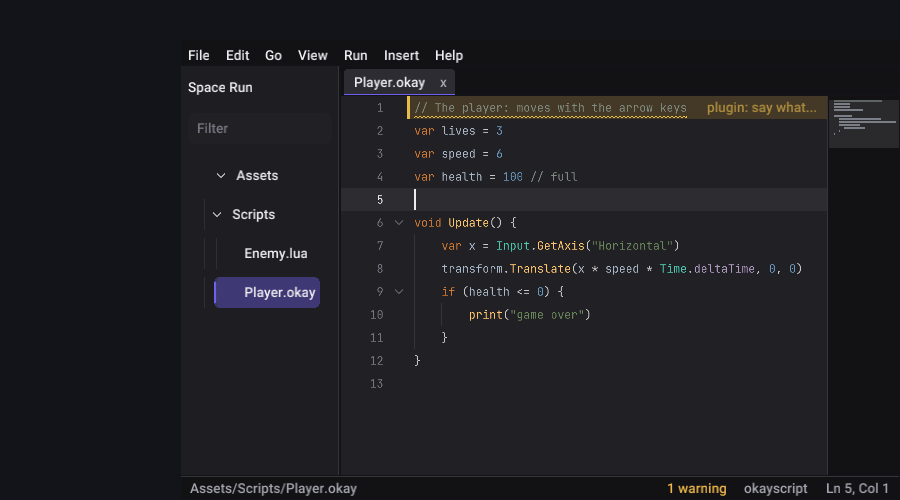 File Edit Go View Run Insert Help
Space Run
Player.okay x
Filter
Assets
Scripts
Enemy.lua
Player.okay
1 // The player: moves with the arrow keys plugin: say what...
2 var lives = 3
3 var speed = 6
4 var health = 100 // full
5
6 void Update() {
7 var x = Input.GetAxis("Horizontal")
8 transform.Translate(x * speed * Time.deltaTime, 0, 0)
9 if (health <= 0) {
10 print("game over")
11 }
12 }
13
Assets/Scripts/Player.okay 1 warning okayscript Ln 5, Col 1